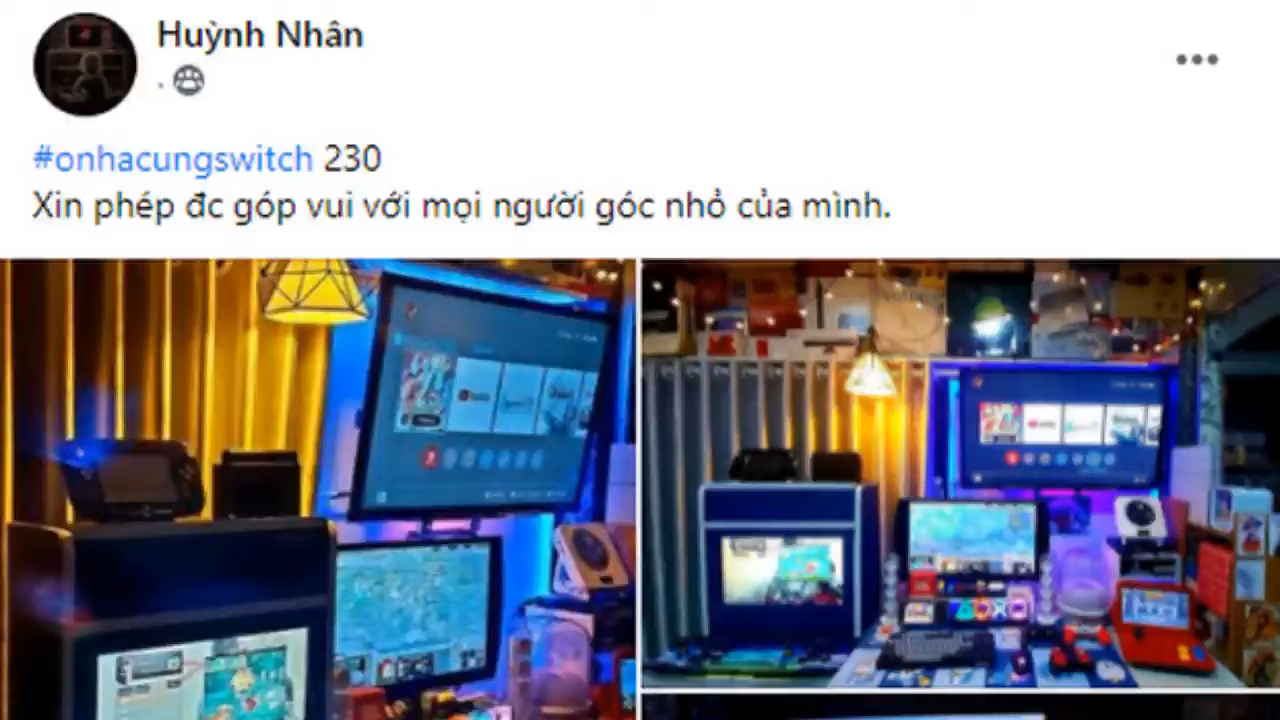 Huỳnh Nhân
#onhacungswitch 230
Xin phép đc góp vui với mọi người góc nhỏ của mình.